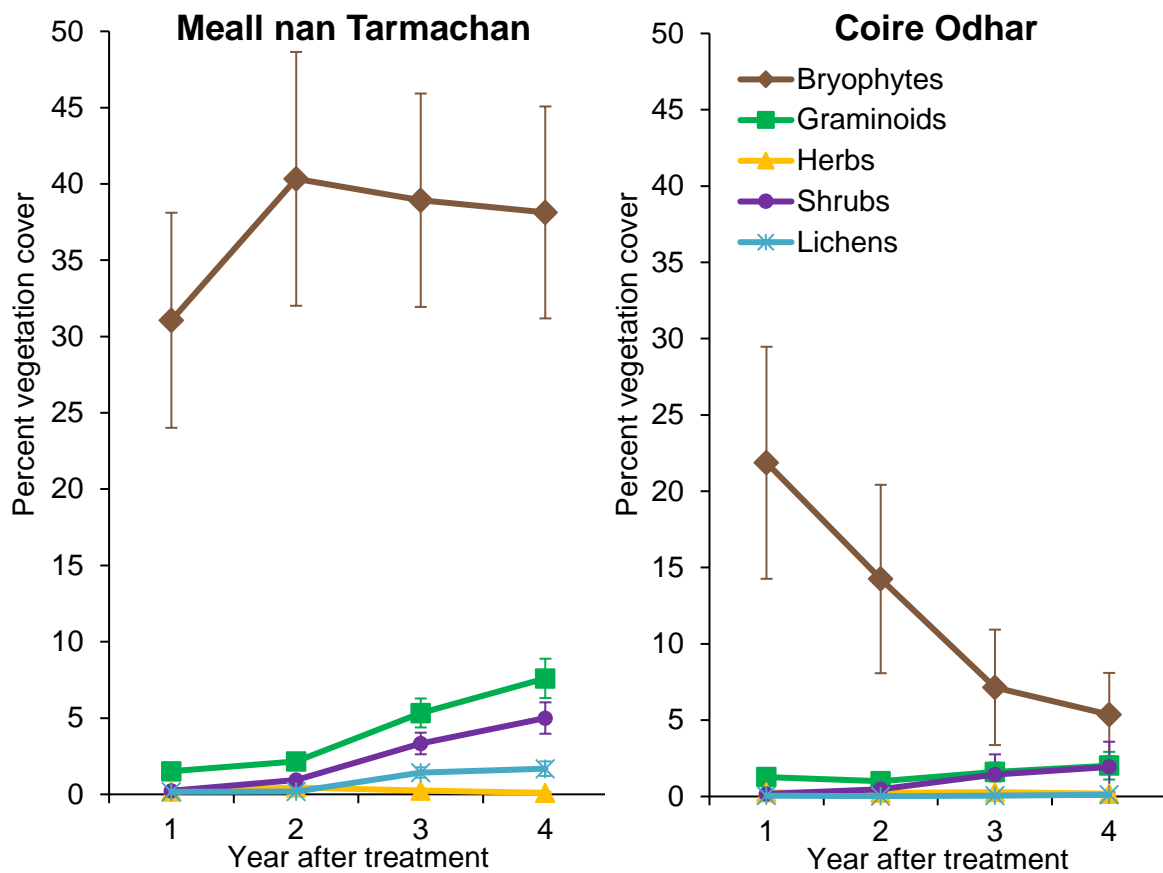 Meall nan Tarmachan
Percent vegetation cover
50
45
40
35
30
25
20
15
10
5
0
1 2 3 4
Year after treatment
Coire Odhar
Percent vegetation cover
50
45
40
35
30
25
20
15
10
5
0
Bryophytes
Graminoids
Herbs
Shrubs
Lichens
1 2 3 4
Year after treatment